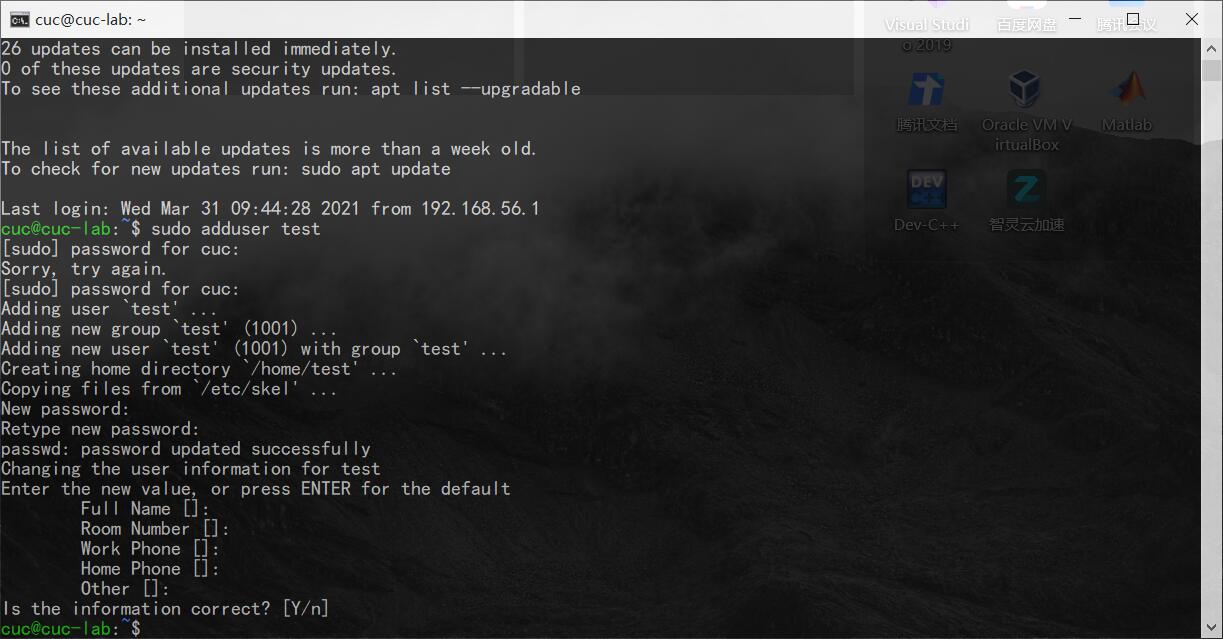 cuc@cuc-lab: ~
26 updates can be installed immediately.
0 of these updates are security updates.
To see these additional updates run: apt list --upgradable
The list of available updates is more than a week old.
To check for new updates run: sudo apt update
Last login: Wed Mar 31 09:44:28 2021 from 192.168.56.1
cuc@cuc-lab:~$ sudo adduser test
[sudo] password for cuc:
Sorry, try again.
[sudo] password for cuc:
Adding user `test' ...
Adding new group `test' (1001) ...
Adding new user `test' (1001) with group `test' ...
Creating home directory `/home/test' ...
Copying files from `/etc/skel' ...
New password:
Retype new password:
passwd: password updated successfully
Changing the user information for test
Enter the new value, or press ENTER for the default
Full Name []:
Room Number []:
Work Phone []:
Home Phone []:
Other []:
Is the information correct? [Y/n]
cuc@cuc-lab:~$
Visual Studi
o 2019
百度网盘
腾讯会议
腾讯文档
Oracle VM V
irtualBox
Matlab
DEV
C++
Dev-C++
智灵云加速